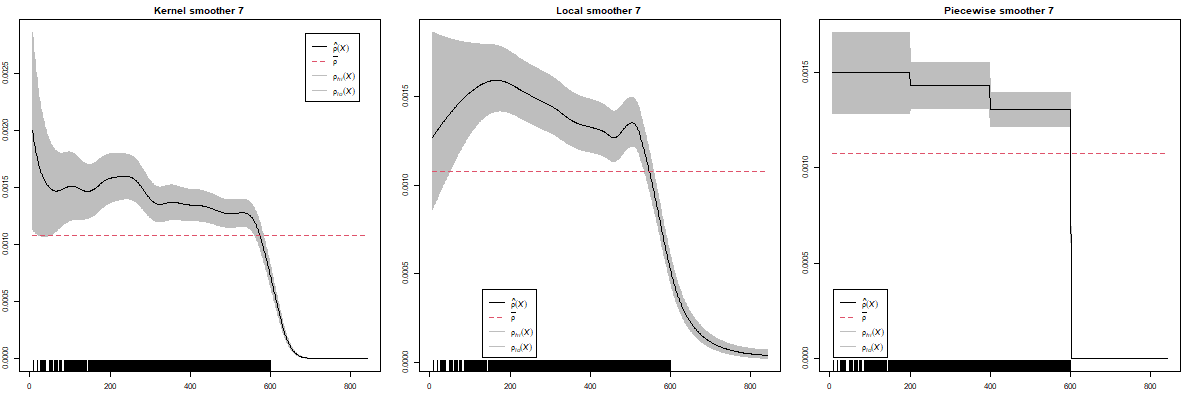 Kernel smoother 7
0.0000 0.0005 0.0010 0.0015 0.0020 0.0025
0 200 400 600 800
ρ̂(X)
ρ̄
ρhi(X)
ρlo(X)
Local smoother 7
0.0000 0.0005 0.0010 0.0015
0 200 400 600 800
ρ̂(X)
ρ̄
ρhi(X)
ρlo(X)
Piecewise smoother 7
0.0000 0.0005 0.0010 0.0015
0 200 400 600 800
ρ̂(X)
ρ̄
ρhi(X)
ρlo(X)